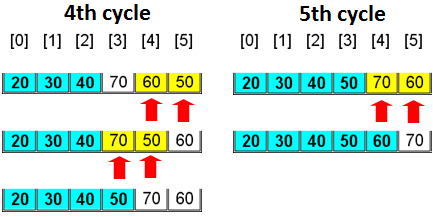 4th cycle
[0] [1] [2] [3] [4] [5]
20 30 40 70 60 50
20 30 40 70 50 60
20 30 40 50 70 60
5th cycle
[0] [1] [2] [3] [4] [5]
20 30 40 50 70 60
20 30 40 50 60 70